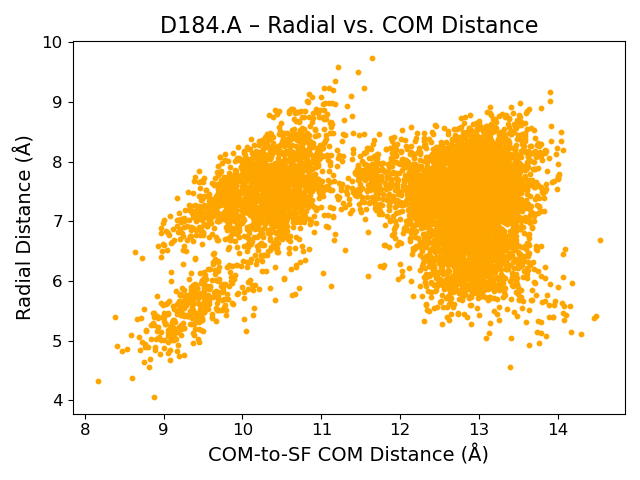 D184.A – Radial vs. COM Distance
10
9
8
7
6
5
4
Radial Distance (Å)
8 9 10 11 12 13 14
COM-to-SF COM Distance (Å)